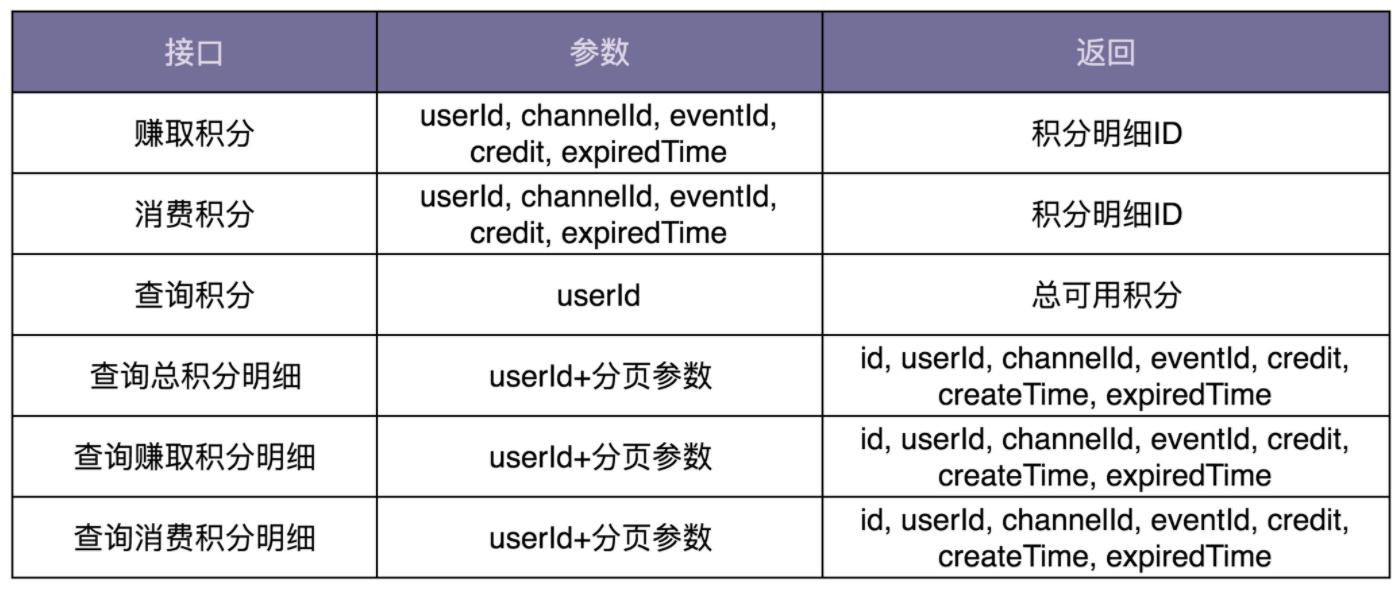 接口
参数
返回
赚取积分
userId, channelId, eventId,
credit, expiredTime
积分明细ID
消费积分
userId, channelId, eventId,
credit, expiredTime
积分明细ID
查询积分
userId
总可用积分
查询总积分明细
userId+分页参数
id, userId, channelId, eventId, credit,
createTime, expiredTime
查询赚取积分明细
userId+分页参数
id, userId, channelId, eventId, credit,
createTime, expiredTime
查询消费积分明细
userId+分页参数
id, userId, channelId, eventId, credit,
createTime, expiredTime